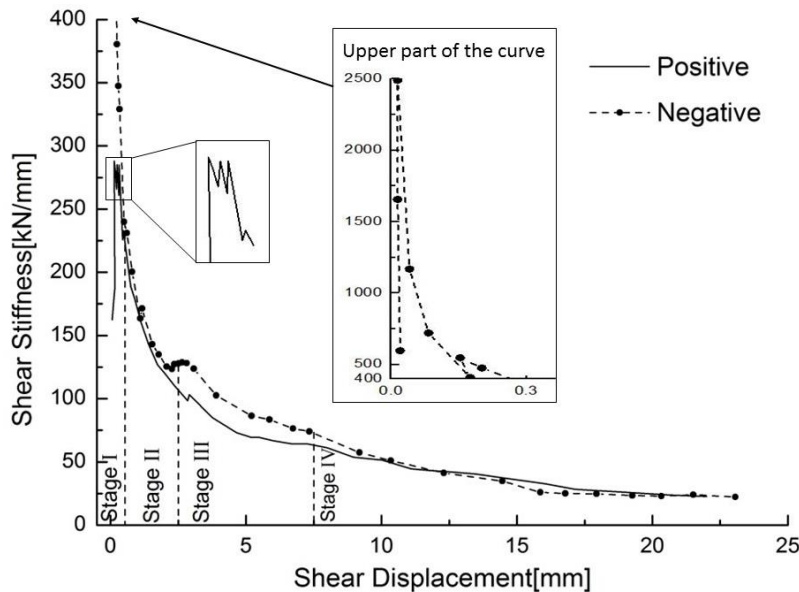 400
350
300
250
200
150
100
50
0
Shear Stiffness[kN/mm]
Upper part of the curve
2500
2000
1500
1000
500
400
0.0
0.3
Positive
Negative
Stage I
Stage II
Stage III
Stage IV
0
5
10
15
20
25
Shear Displacement[mm]